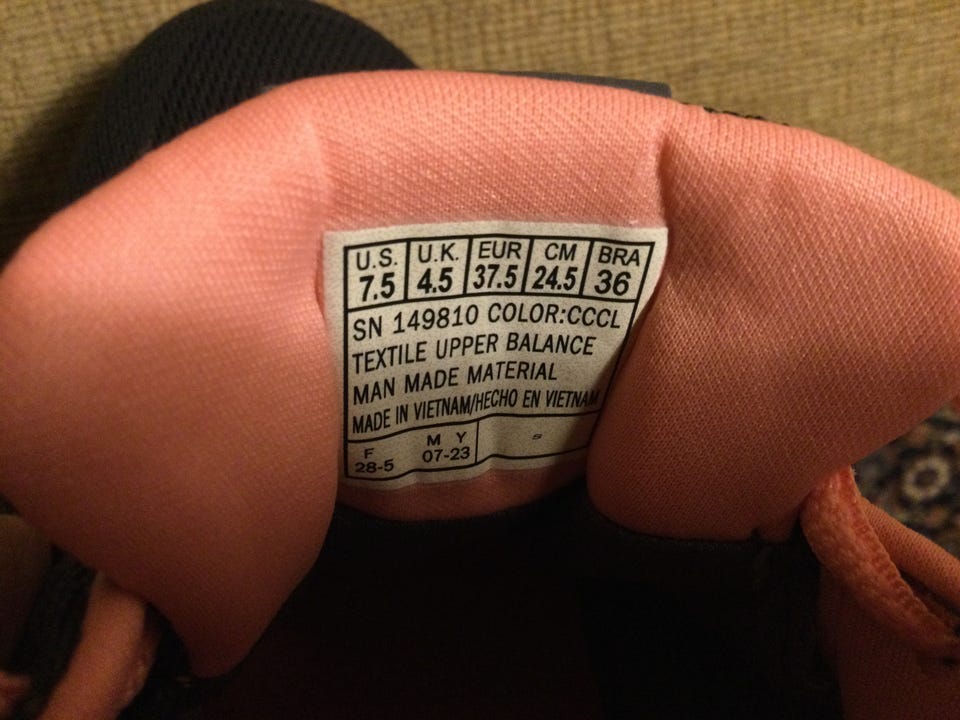 U.S. U.K. EUR CM BRA
7.5 4.5 37.5 24.5 36
SN 149810 COLOR:CCCL
TEXTILE UPPER BALANCE
MAN MADE MATERIAL
MADE IN VIETNAM/HECHO EN VIETNAM
F M Y S
28-5 07-23